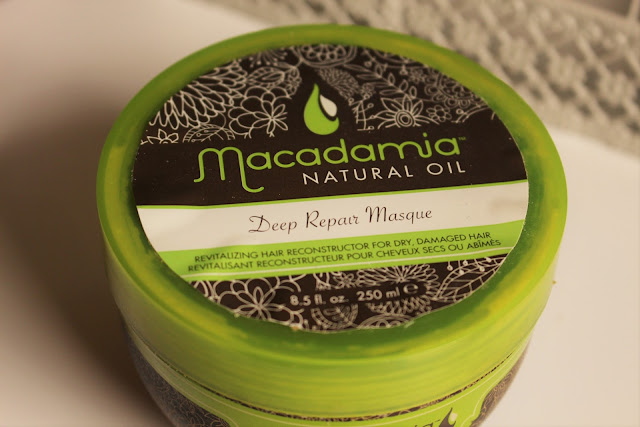 Macadamia™
NATURAL OIL
Deep Repair Masque
REVITALIZING HAIR RECONSTRUCTOR FOR DRY, DAMAGED HAIR
REVITALISANT RECONSTRUCTEUR POUR CHEVEUX SECS OU ABÎMÉS
8.5 fl. oz. 250 ml ℮
Macadamia